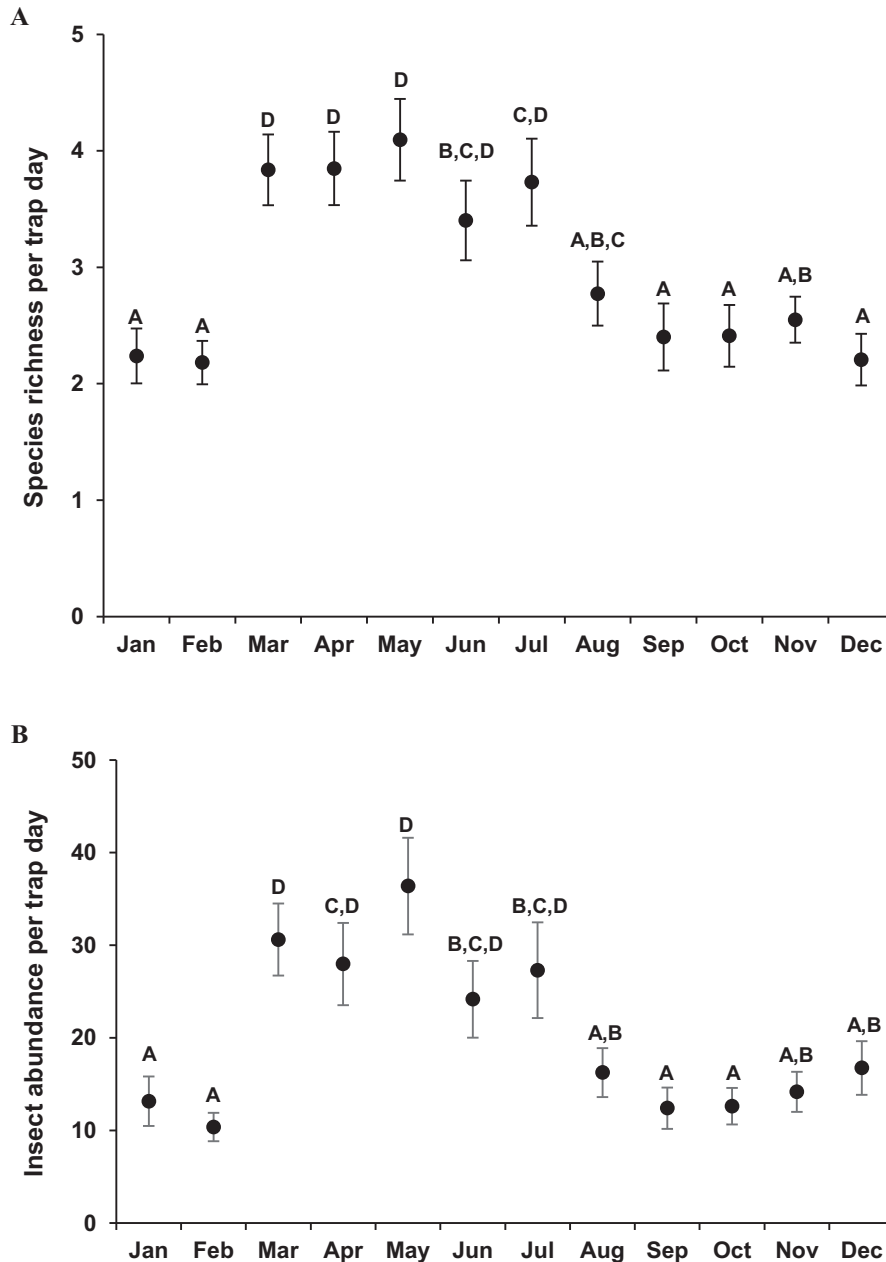 A
Species richness per trap day
5
4
3
2
1
0
A
A
D
D
D
B,C,D
C,D
A,B,C
A
A
A,B
A
Jan Feb Mar Apr May Jun Jul Aug Sep Oct Nov Dec
B
Insect abundance per trap day
50
40
30
20
10
0
A
A
D
C,D
D
B,C,D
B,C,D
A,B
A
A
A,B
A,B
Jan Feb Mar Apr May Jun Jul Aug Sep Oct Nov Dec